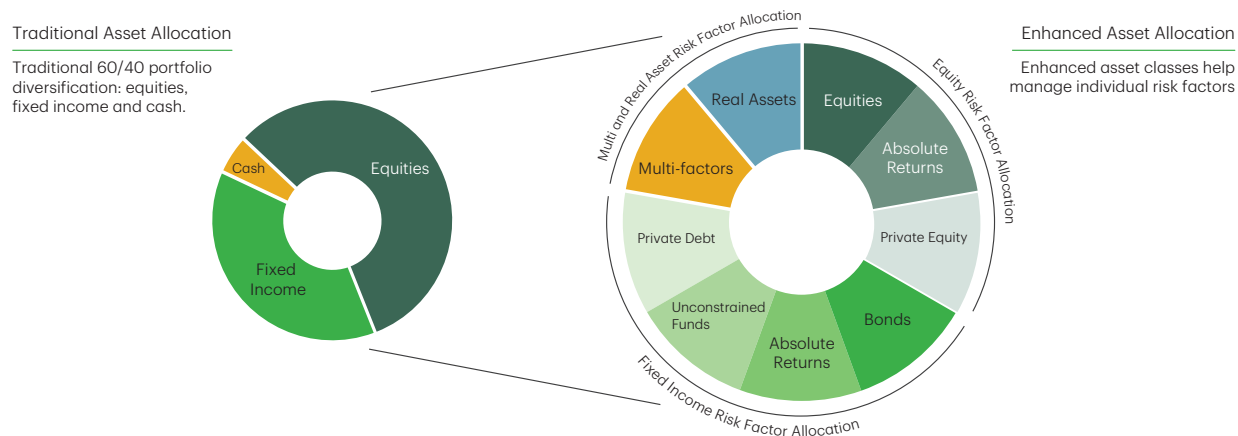 Traditional Asset Allocation
Traditional 60/40 portfolio
diversification: equities,
fixed income and cash.
Equities
Cash
Fixed
Income
Multi and Real Asset Risk Factor Allocation
Equity Risk Factor Allocation
Fixed Income Risk Factor Allocation
Real Assets
Equities
Absolute
Returns
Multi-factors
Private Debt
Private Equity
Unconstrained
Funds
Absolute
Returns
Bonds
Enhanced Asset Allocation
Enhanced asset classes help
manage individual risk factors